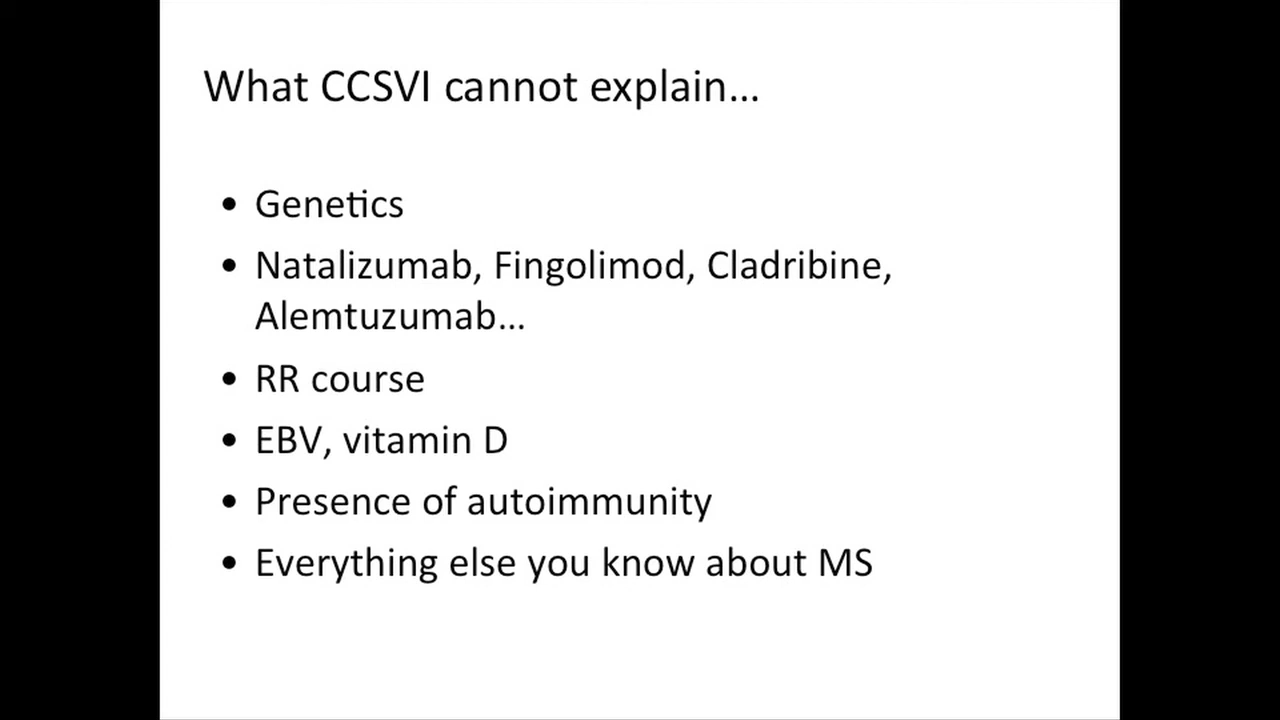 What CCSVI cannot explain...
• Genetics
• Natalizumab, Fingolimod, Cladribine,
Alemtuzumab...
• RR course
• EBV, vitamin D
• Presence of autoimmunity
• Everything else you know about MS